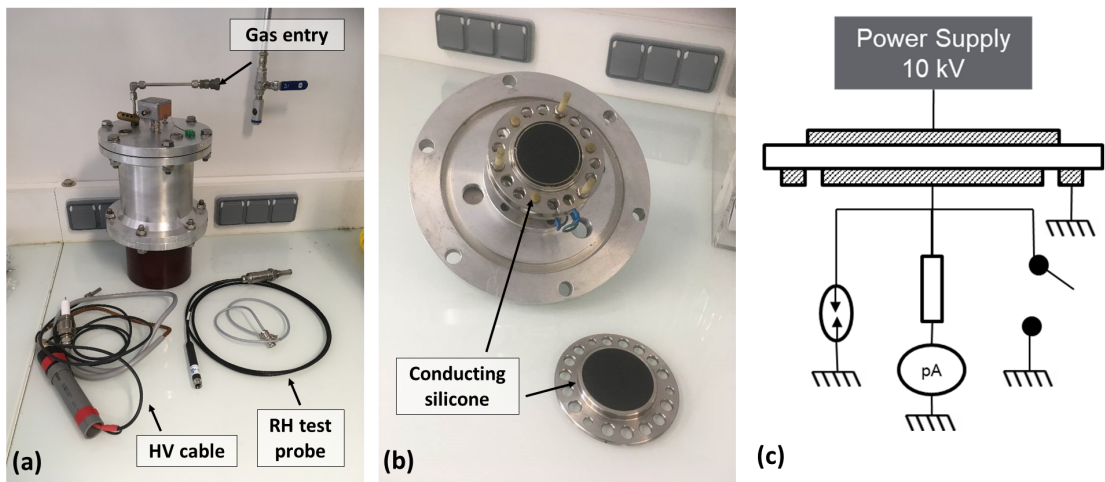 Gas entry
HV cable
RH test
probe
(a)
Conducting
silicone
(b)
Power Supply
10 kV
pA
(c)